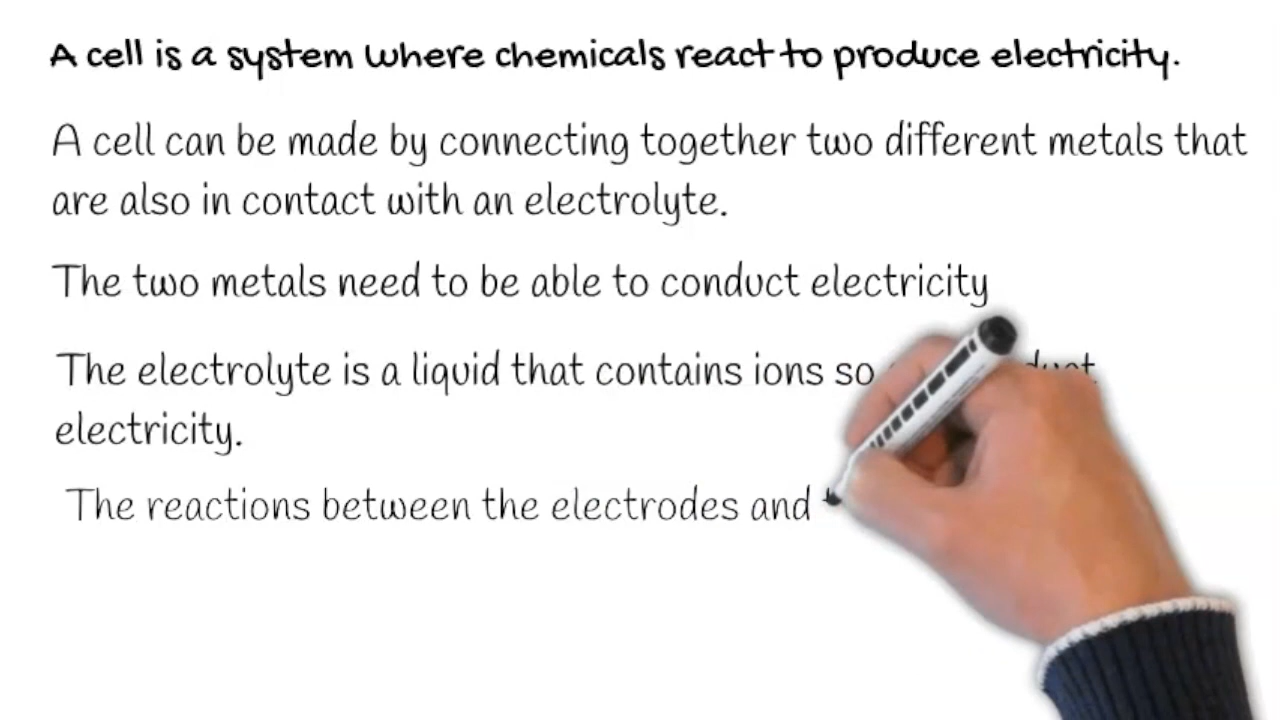 A cell is a system where chemicals react to produce electricity.
A cell can be made by connecting together two different metals that
are also in contact with an electrolyte.
The two metals need to be able to conduct electricity
The electrolyte is a liquid that contains ions so
electricity.
The reactions between the electrodes and